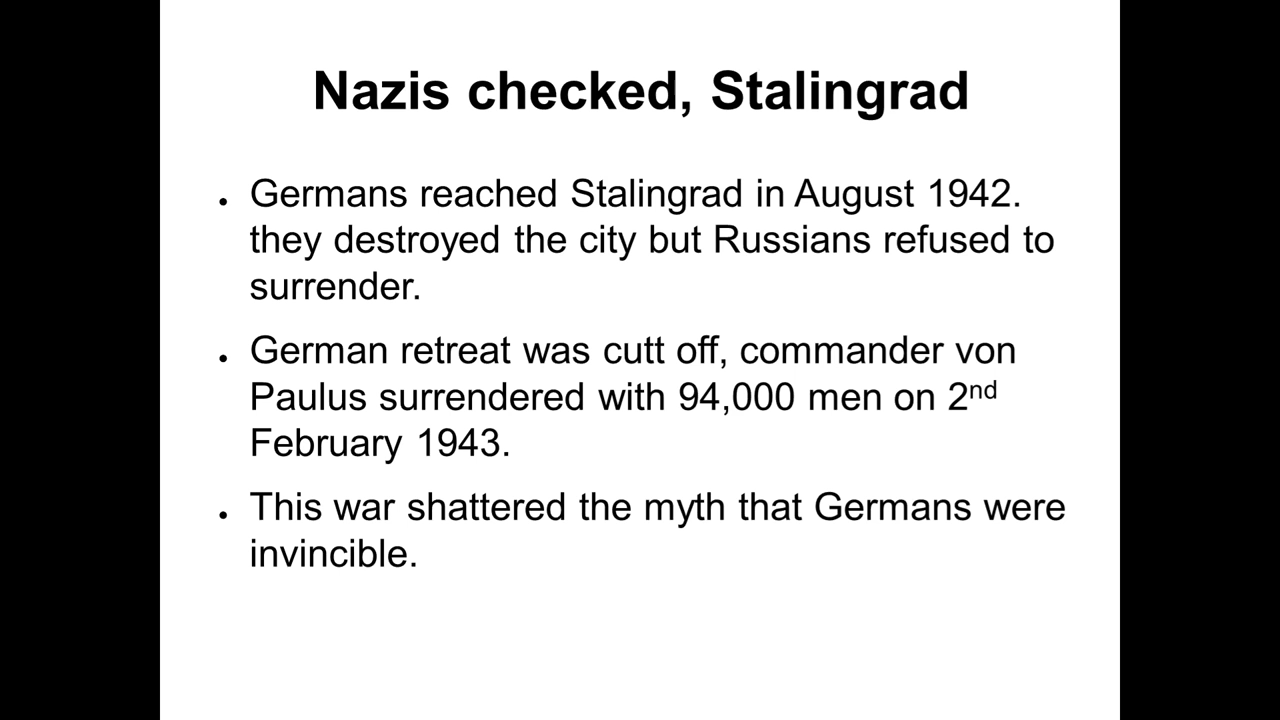 Nazis checked, Stalingrad
• Germans reached Stalingrad in August 1942.
they destroyed the city but Russians refused to
surrender.
• German retreat was cutt off, commander von
Paulus surrendered with 94,000 men on 2nd
February 1943.
• This war shattered the myth that Germans were
invincible.